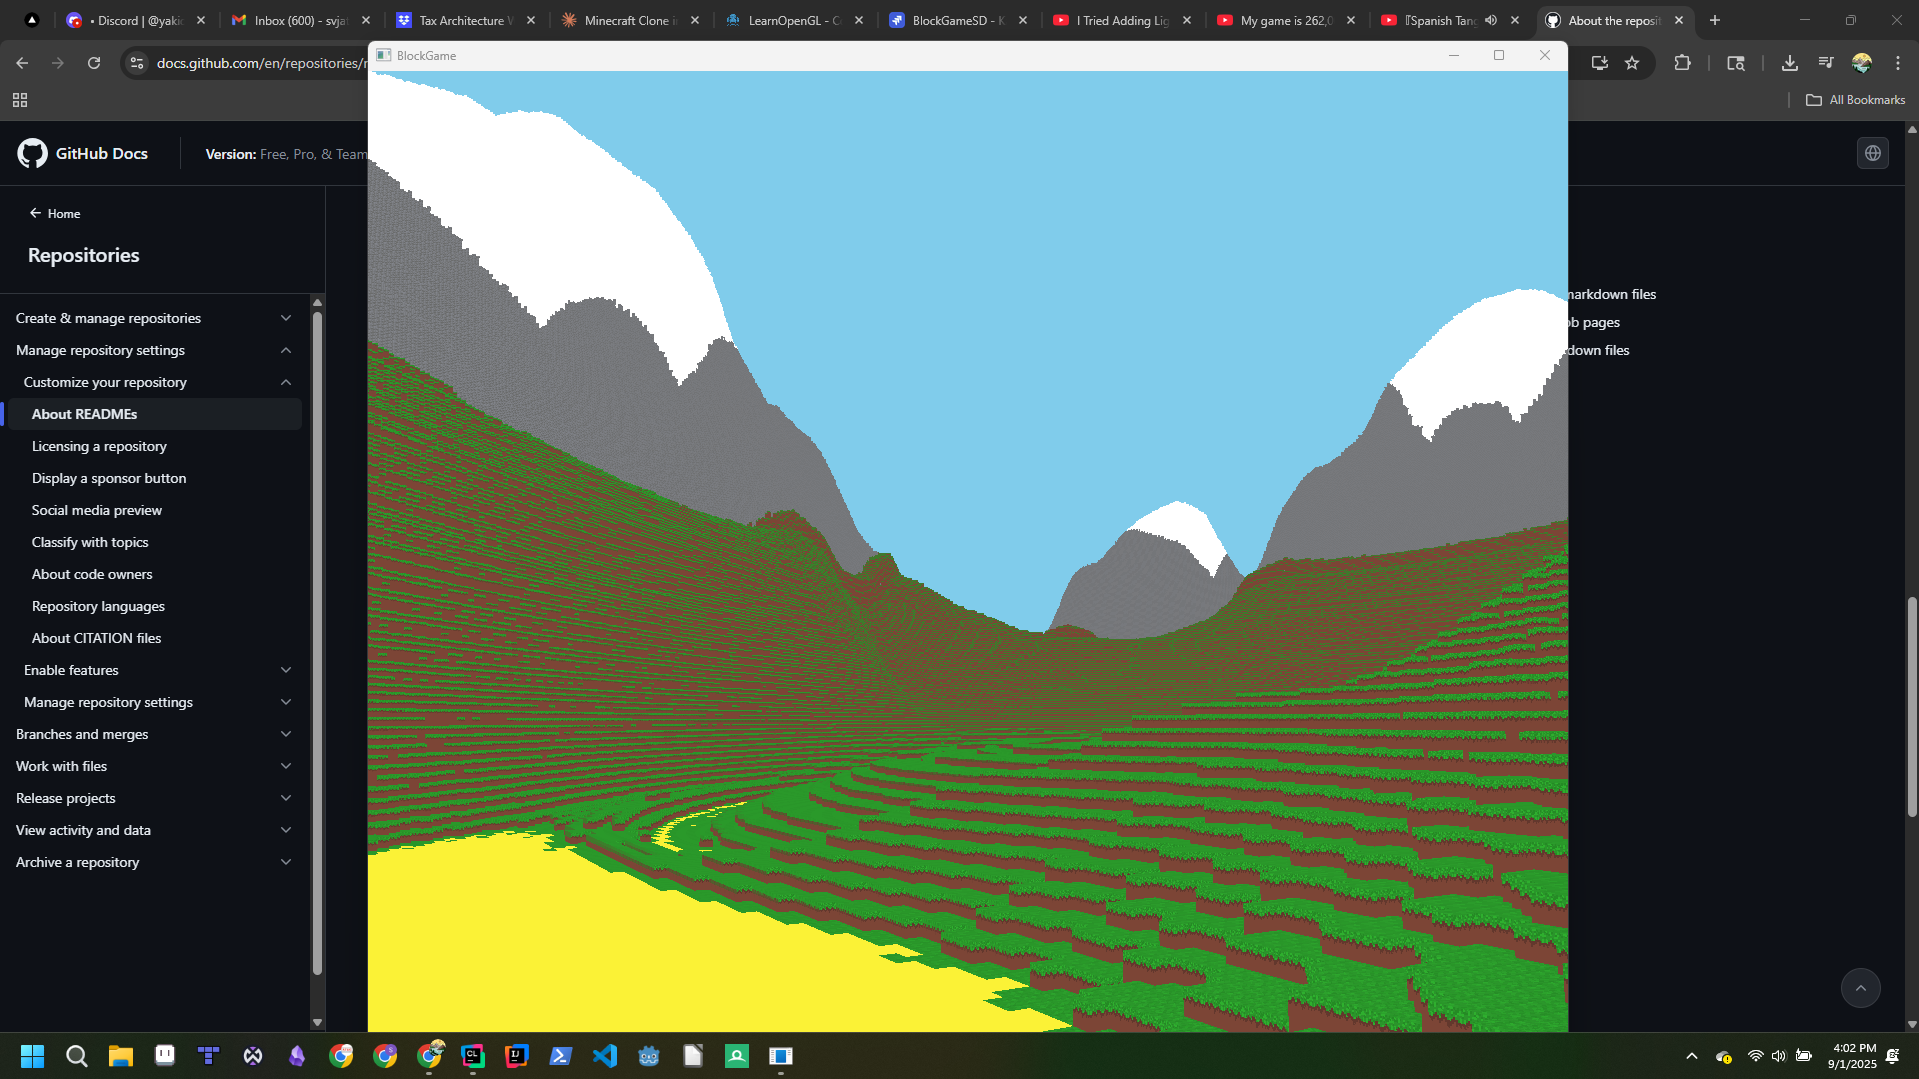 • Discord | @yakic
Inbox (600) - svjat
Tax Architecture W
Minecraft Clone in
LearnOpenGL - C
BlockGameSD - K
I Tried Adding Lig
My game is 262,0
『Spanish Tang
About the reposit
docs.github.com/en/repositories/
All Bookmarks
BlockGame
GitHub Docs
Version: Free, Pro, & Team
Home
Repositories
Create & manage repositories
Manage repository settings
Customize your repository
About READMEs
Licensing a repository
Display a sponsor button
Social media preview
Classify with topics
About code owners
Repository languages
About CITATION files
Enable features
Manage repository settings
Branches and merges
Work with files
Release projects
View activity and data
Archive a repository
markdown files
ob pages
down files
4:02 PM
9/1/2025